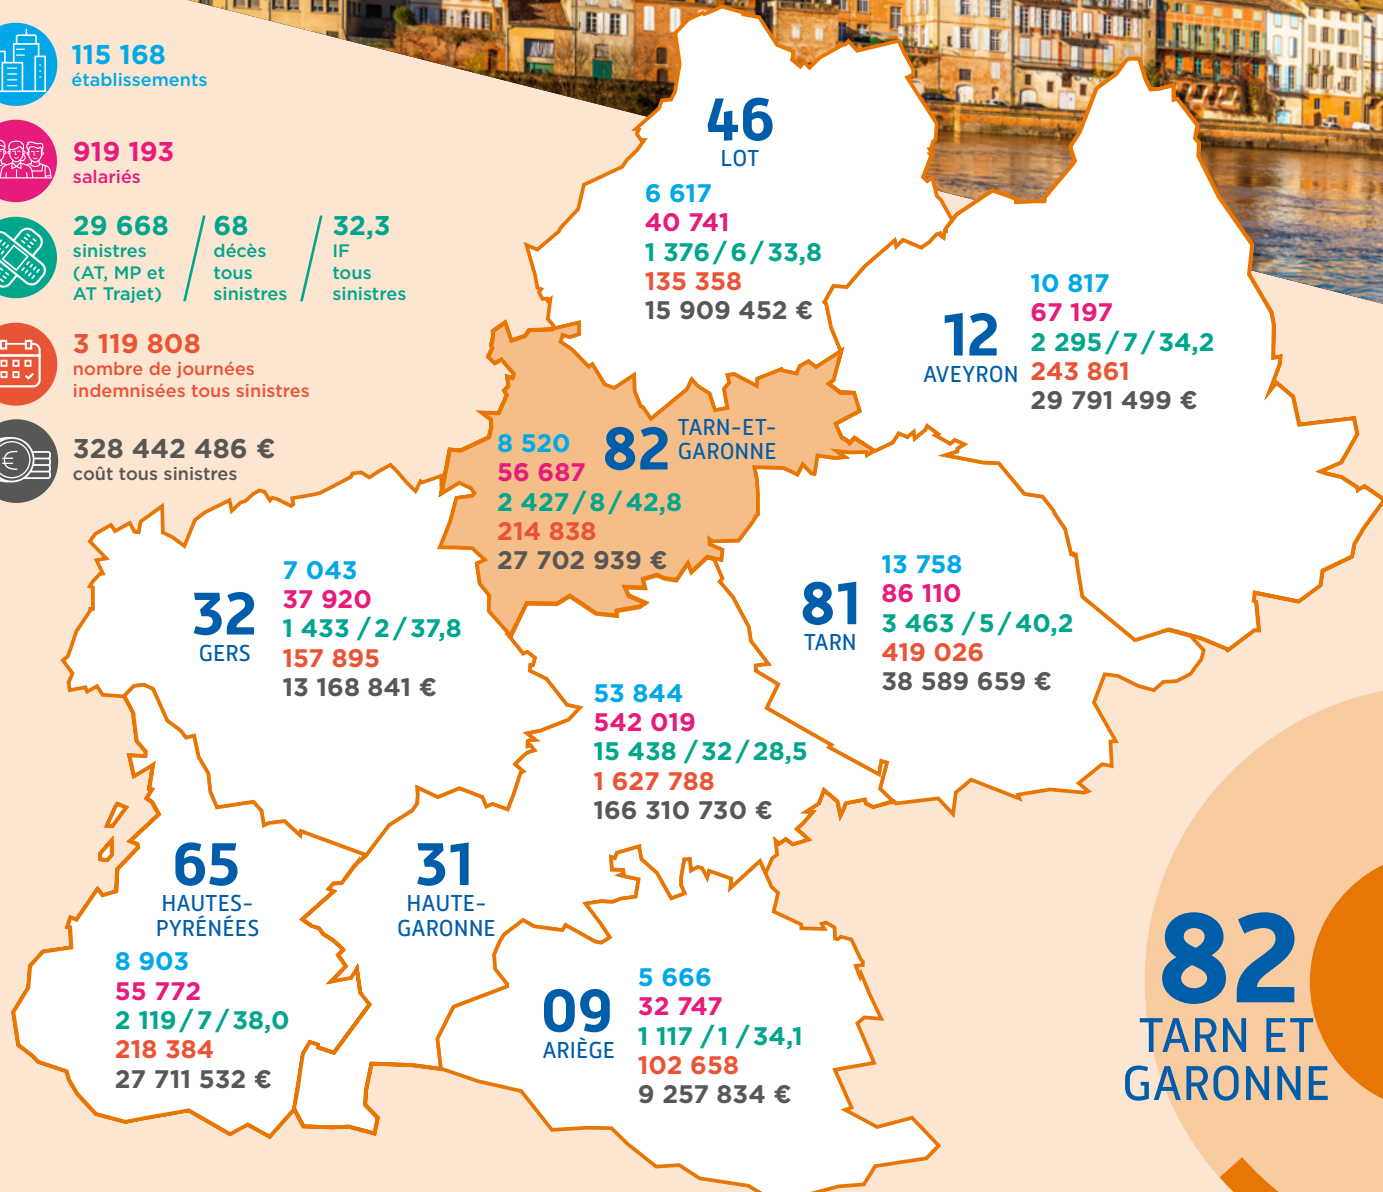 115 168
établissements
919 193
salariés
29 668
sinistres
(AT, MP et
AT Trajet)
/
68
décès
tous
sinistres
/
32,3
IF
tous
sinistres
3 119 808
nombre de journées
indemnisées tous sinistres
€
328 442 486 €
coût tous sinistres
46
LOT
6 617
40 741
1 376 / 6 / 33,8
135 358
15 909 452 €
12
AVEYRON
10 817
67 197
2 295 / 7 / 34,2
243 861
29 791 499 €
82
TARN-ET-
GARONNE
8 520
56 687
2 427 / 8 / 42,8
214 838
27 702 939 €
32
GERS
7 043
37 920
1 433 / 2 / 37,8
157 895
13 168 841 €
81
TARN
13 758
86 110
3 463 / 5 / 40,2
419 026
38 589 659 €
53 844
542 019
15 438 / 32 / 28,5
1 627 788
166 310 730 €
31
HAUTE-
GARONNE
65
HAUTES-
PYRÉNÉES
8 903
55 772
2 119 / 7 / 38,0
218 384
27 711 532 €
09
ARIÈGE
5 666
32 747
1 117 / 1 / 34,1
102 658
9 257 834 €
82
TARN ET
GARONNE